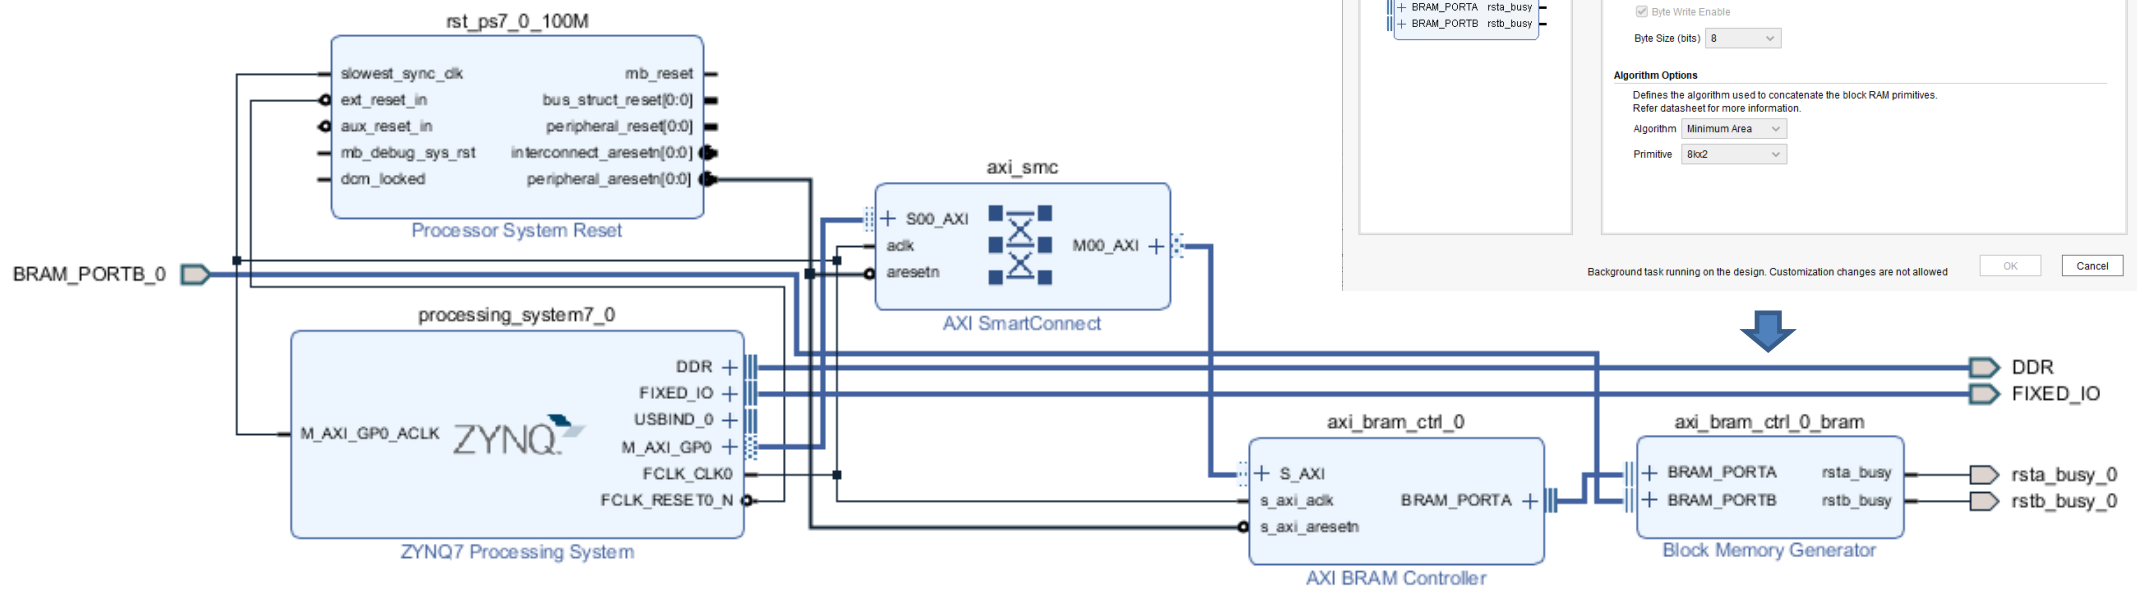 rst_ps7_0_100M
slowest_sync_clk
mb_reset
ext_reset_in
bus_struct_reset[0:0]
aux_reset_in
peripheral_reset[0:0]
mb_debug_sys_rst
interconnect_aresetn[0:0]
dcm_locked
peripheral_aresetn[0:0]
Processor System Reset
BRAM_PORTB_0
processing_system7_0
DDR
FIXED_IO
USBIND_0
M_AXI_GP0_ACLK
ZYNQ
M_AXI_GP0
FCLK_CLK0
FCLK_RESET0_N
ZYNQ7 Processing System
axi_smc
S00_AXI
aclk
M00_AXI
aresetn
AXI SmartConnect
BRAM_PORTA rsta_busy
BRAM_PORTB rstb_busy
Byte Write Enable
Byte Size (bits) 8
Algorithm Options
Defines the algorithm used to concatenate the block RAM primitives.
Refer datasheet for more information.
Algorithm Minimum Area
Primitive 8kx2
Background task running on the design. Customization changes are not allowed
OK
Cancel
DDR
FIXED_IO
axi_bram_ctrl_0
S_AXI
s_axi_aclk
BRAM_PORTA
s_axi_aresetn
AXI BRAM Controller
axi_bram_ctrl_0_bram
BRAM_PORTA
rsta_busy
BRAM_PORTB
rstb_busy
Block Memory Generator
rsta_busy_0
rstb_busy_0